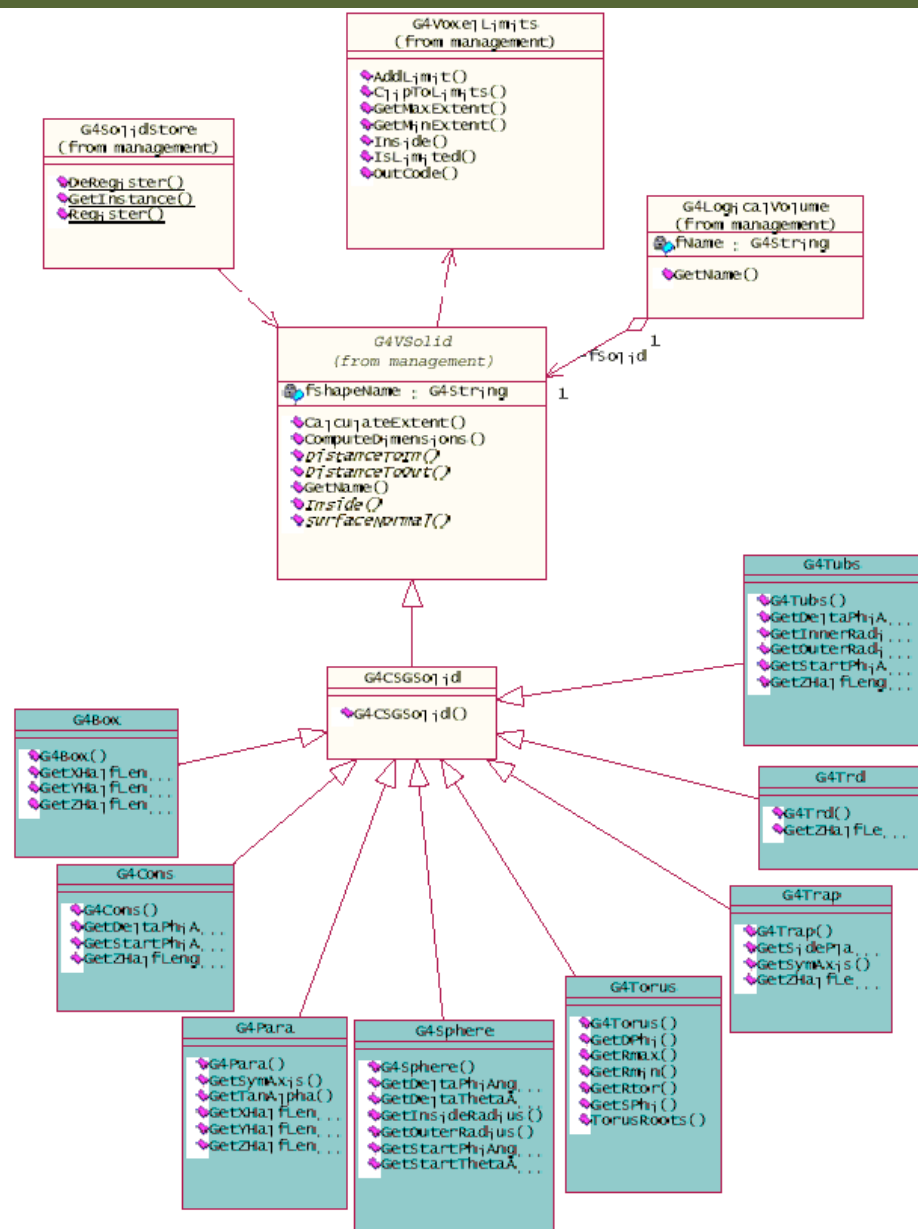 G4VoxelLimits
(from management)
AddLimit()
ClipToLimits()
GetMaxExtent()
GetMinExtent()
Inside()
IsLimited()
OutCode()
G4SolidStore
(from management)
DeRegister()
GetInstance()
Register()
G4LogicalVolume
(from management)
fName : G4String
GetName()
1
-fSolid
1
G4VSolid
(from management)
fshapeName : G4String
CalculateExtent()
ComputeDimensions()
DistanceToIn()
DistanceToOut()
GetName()
Inside()
SurfaceNormal()
G4Tubs
G4Tubs()
GetDeltaPhiA...
GetInnerRadi...
GetOuterRadi...
GetStartPhiA...
GetZHalfLeng...
G4CSGSolid
G4CSGSolid()
G4Box
G4Box()
GetXHalfLen...
GetYHalfLen...
GetZHalfLen...
G4Trd
G4Trd()
GetZHalfLe...
G4Cons
G4Cons()
GetDeltaPhiA...
GetStartPhiA...
GetZHalfLeng...
G4Trap
G4Trap()
GetSidePla...
GetSymAxis()
GetZHalfLe...
G4Para
G4Para()
GetSymAxis()
GetTanAlpha()
GetXHalfLen...
GetYHalfLen...
GetZHalfLen...
G4Sphere
G4Sphere()
GetDeltaPhiAng...
GetDeltaThetaA...
GetInsideRadius()
GetOuterRadius()
GetStartPhiAng...
GetStartThetaA...
G4Torus
G4Torus()
GetDPhi()
GetRmax()
GetRmin()
GetRtor()
GetSPhi()
TorusRoots()